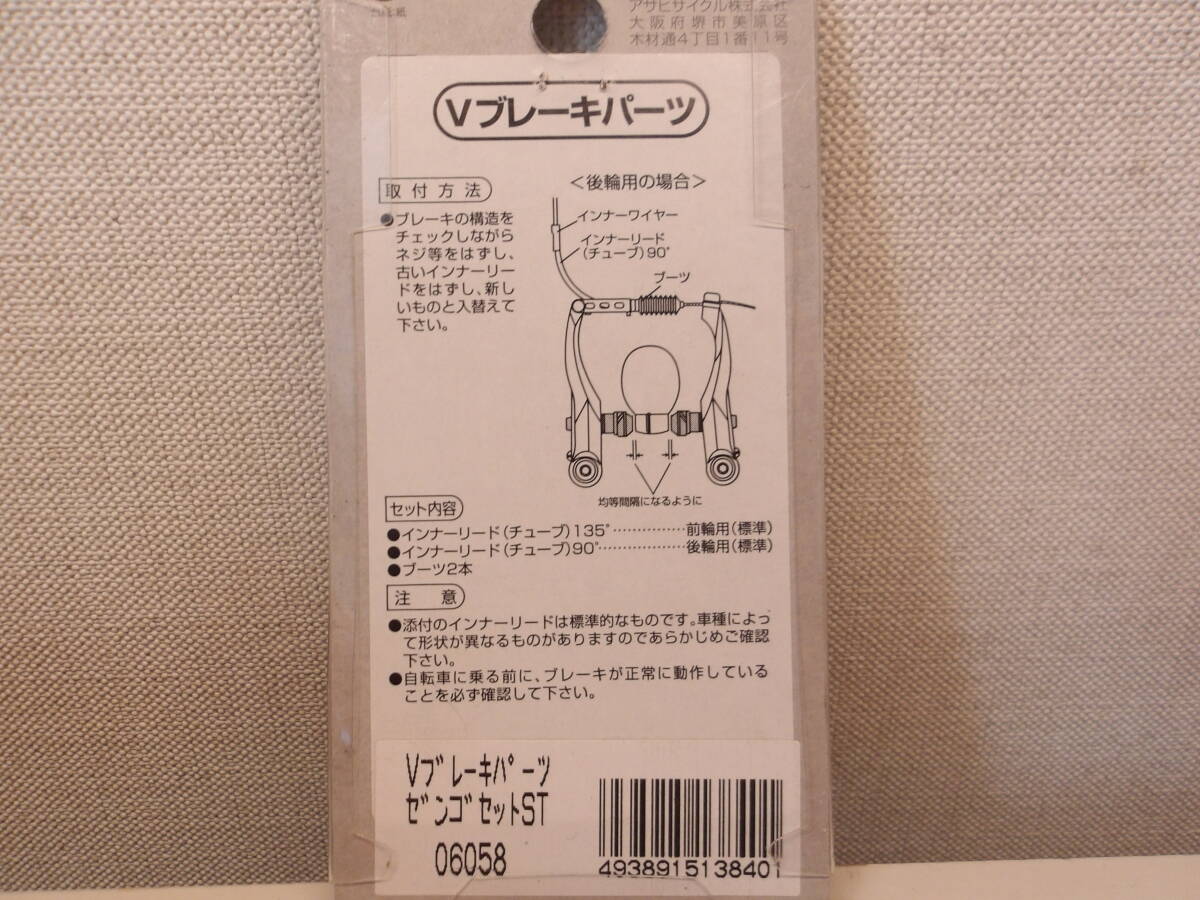 アサヒサイクル株式会社
大阪府堺市美原区
木材通4丁目1番11号
Vブレーキパーツ
取付方法
●ブレーキの構造を
チェックしながら
ネジ等をはずし、
古いインナーリー
ドをはずし、新し
いものと入替えて
下さい。
<後輪用の場合>
インナーワイヤー
インナーリード
(チューブ)90°
ブーツ
均等間隔になるように
セット内容
●インナーリード(チューブ)135°・・・・・・・・・・・・・・・前輪用(標準)
●インナーリード(チューブ)90°・・・・・・・・・・・・・・・・・・後輪用(標準)
●ブーツ2本
注意
●添付のインナーリードは標準的なものです。車種によっ
て形状が異なるものがありますのであらかじめご確認
下さい。
●自転車に乗る前に、ブレーキが正常に動作している
ことを必ず確認して下さい。
Vブレーキパーツ
ゼンゴセットST
06058
4938915138401